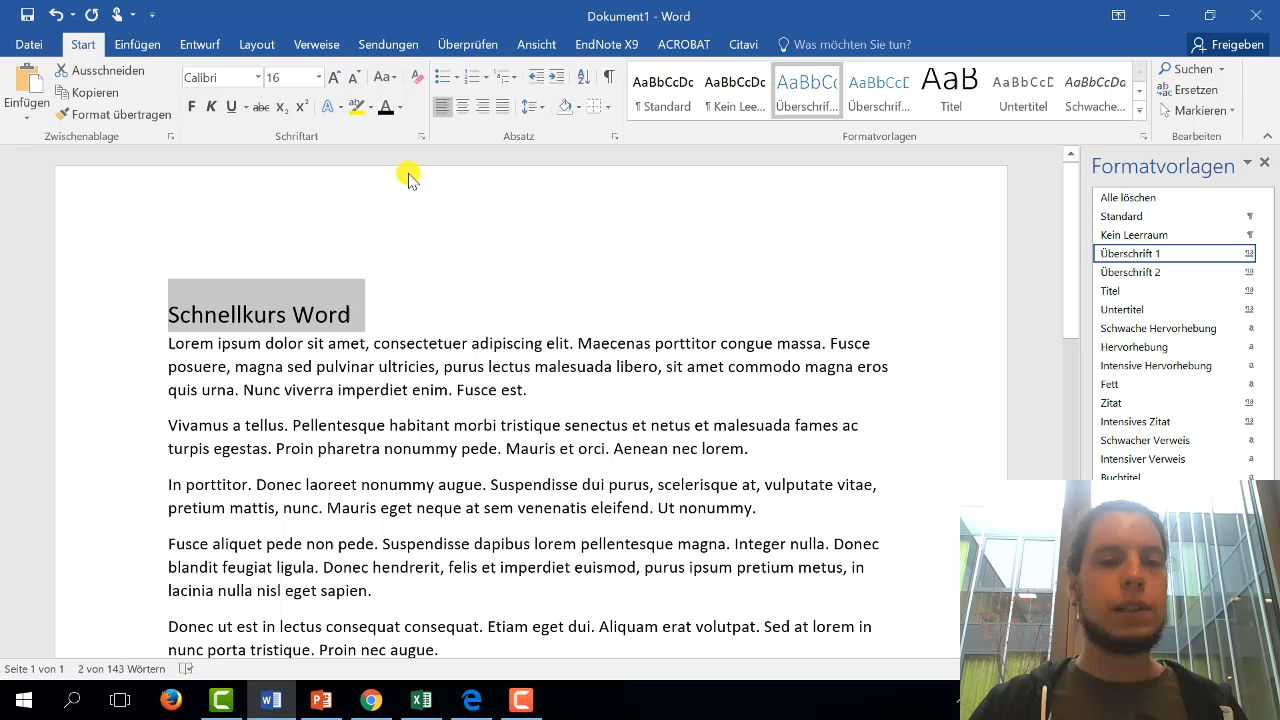 Dokument1 - Word
Datei Start Einfügen Entwurf Layout Verweise Sendungen Überprüfen Ansicht EndNote X9 ACROBAT Citavi Was möchten Sie tun? Freigeben
Einfügen
Ausschneiden
Kopieren
Format übertragen
Zwischenablage
Calibri 16
Aa
F K U abc x₂ x² A A
Schriftart
Absatz
AaBbCcDc AaBbCcDc AaBbCc AaBbCcD AaB AaBbCcD AaBbCcDc
¶ Standard ¶ Kein Lee... Überschrif... Überschrif... Titel Untertitel Schwache...
Formatvorlagen
Suchen
Ersetzen
Markieren
Bearbeiten
Schnellkurs Word
Lorem ipsum dolor sit amet, consectetuer adipiscing elit. Maecenas porttitor congue massa. Fusce
posuere, magna sed pulvinar ultricies, purus lectus malesuada libero, sit amet commodo magna eros
quis urna. Nunc viverra imperdiet enim. Fusce est.
Vivamus a tellus. Pellentesque habitant morbi tristique senectus et netus et malesuada fames ac
turpis egestas. Proin pharetra nonummy pede. Mauris et orci. Aenean nec lorem.
In porttitor. Donec laoreet nonummy augue. Suspendisse dui purus, scelerisque at, vulputate vitae,
pretium mattis, nunc. Mauris eget neque at sem venenatis eleifend. Ut nonummy.
Fusce aliquet pede non pede. Suspendisse dapibus lorem pellentesque magna. Integer nulla. Donec
blandit feugiat ligula. Donec hendrerit, felis et imperdiet euismod, purus ipsum pretium metus, in
lacinia nulla nisl eget sapien.
Donec ut est in lectus consequat consequat. Etiam eget dui. Aliquam erat volutpat. Sed at lorem in
nunc porta tristique. Proin nec augue.
Formatvorlagen
Alle löschen
Standard
Kein Leerraum
Überschrift 1
Überschrift 2
Titel
Untertitel
Schwache Hervorhebung
Hervorhebung
Intensive Hervorhebung
Fett
Zitat
Intensives Zitat
Schwacher Verweis
Intensiver Verweis
Buchtitel
Seite 1 von 1 2 von 143 Wörtern